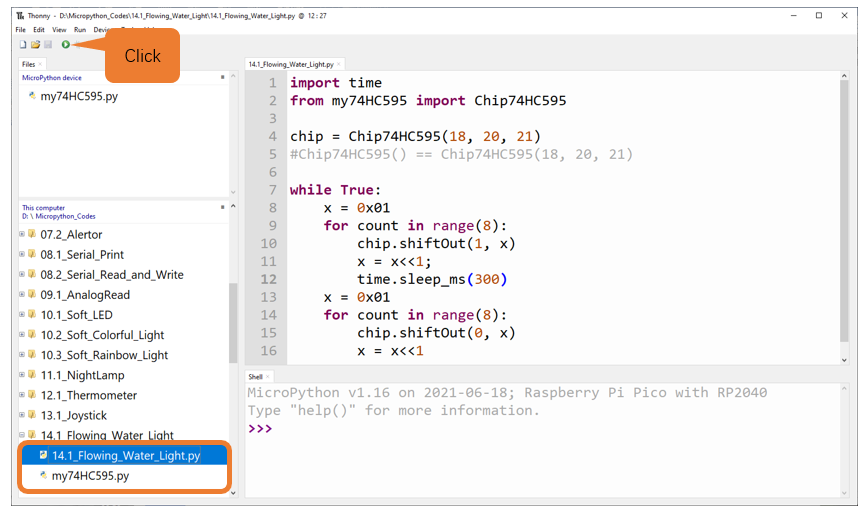 Thonny - D:\Micropython_Codes\14.1_Flowing_Water_Light\14.1_Flowing_Water_Light.py @ 12 : 27
File Edit View Run
Click
Files
MicroPython device
my74HC595.py
This computer
D: \ Micropython_Codes
07.2_Alertor
08.1_Serial_Print
08.2_Serial_Read_and_Write
09.1_AnalogRead
10.1_Soft_LED
10.2_Soft_Colorful_Light
10.3_Soft_Rainbow_Light
11.1_NightLamp
12.1_Thermometer
13.1_Joystick
14.1_Flowing_Water_Light
14.1_Flowing_Water_Light.py
my74HC595.py
14.1_Flowing_Water_Light.py
1 import time
2 from my74HC595 import Chip74HC595
3
4 chip = Chip74HC595(18, 20, 21)
5 #Chip74HC595() == Chip74HC595(18, 20, 21)
6
7 while True:
8 x = 0x01
9 for count in range(8):
10 chip.shiftOut(1, x)
11 x = x<<1;
12 time.sleep_ms(300)
13 x = 0x01
14 for count in range(8):
15 chip.shiftOut(0, x)
16 x = x<<1
Shell
MicroPython v1.16 on 2021-06-18; Raspberry Pi Pico with RP2040
Type "help()" for more information.
>>>